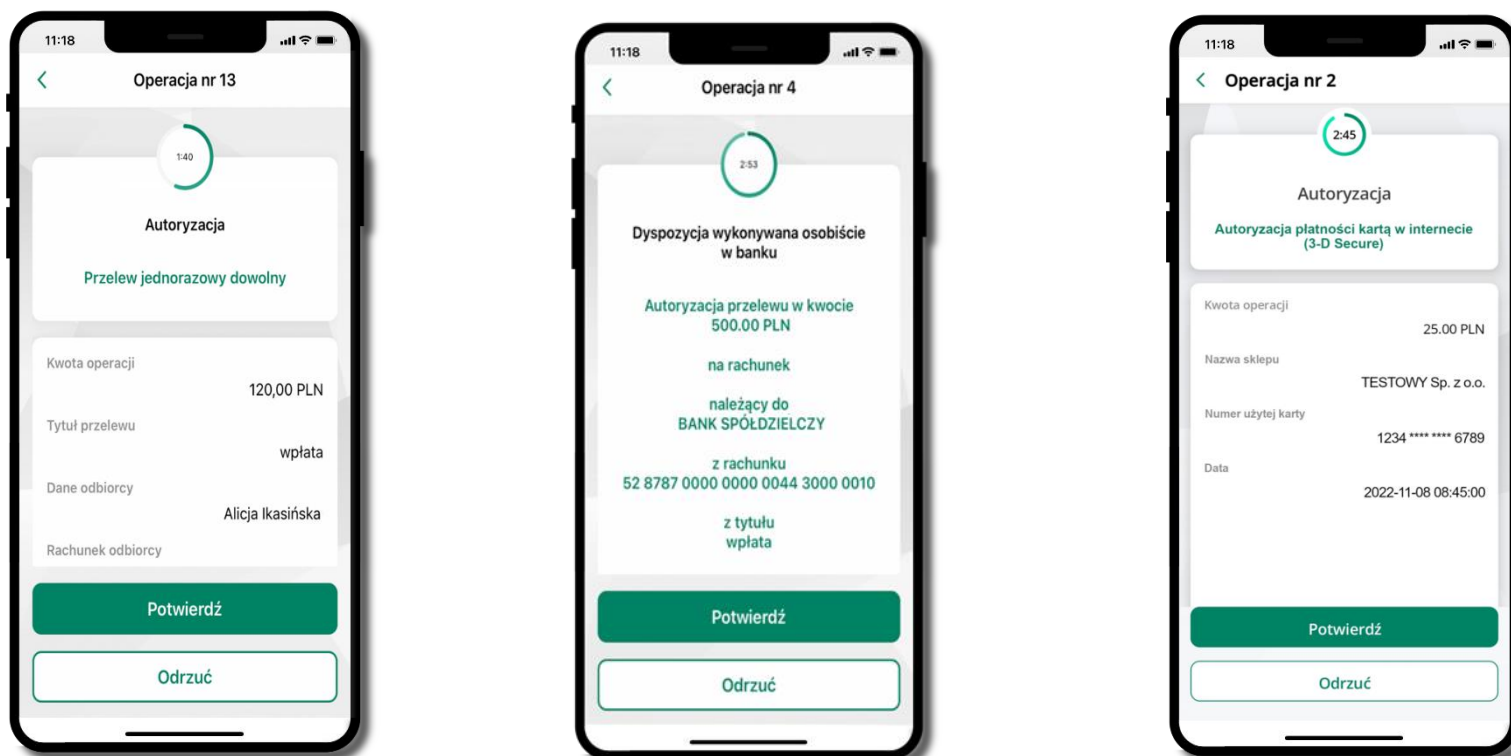 11:18
Operacja nr 13
1:40
Autoryzacja
Przelew jednorazowy dowolny
Kwota operacji
120,00 PLN
Tytuł przelewu
wpłata
Dane odbiorcy
Alicja Ikasińska
Rachunek odbiorcy
Potwierdź
Odrzuć
11:18
Operacja nr 4
2:53
Dyspozycja wykonywana osobiście
w banku
Autoryzacja przelewu w kwocie
500.00 PLN
na rachunek
należący do
BANK SPÓŁDZIELCZY
z rachunku
52 8787 0000 0000 0044 3000 0010
z tytułu
wpłata
Potwierdź
Odrzuć
11:18
Operacja nr 2
2:45
Autoryzacja
Autoryzacja płatności kartą w internecie
(3-D Secure)
Kwota operacji
25.00 PLN
Nazwa sklepu
TESTOWY Sp. z o.o.
Numer użytej karty
1234 **** **** 6789
Data
2022-11-08 08:45:00
Potwierdź
Odrzuć